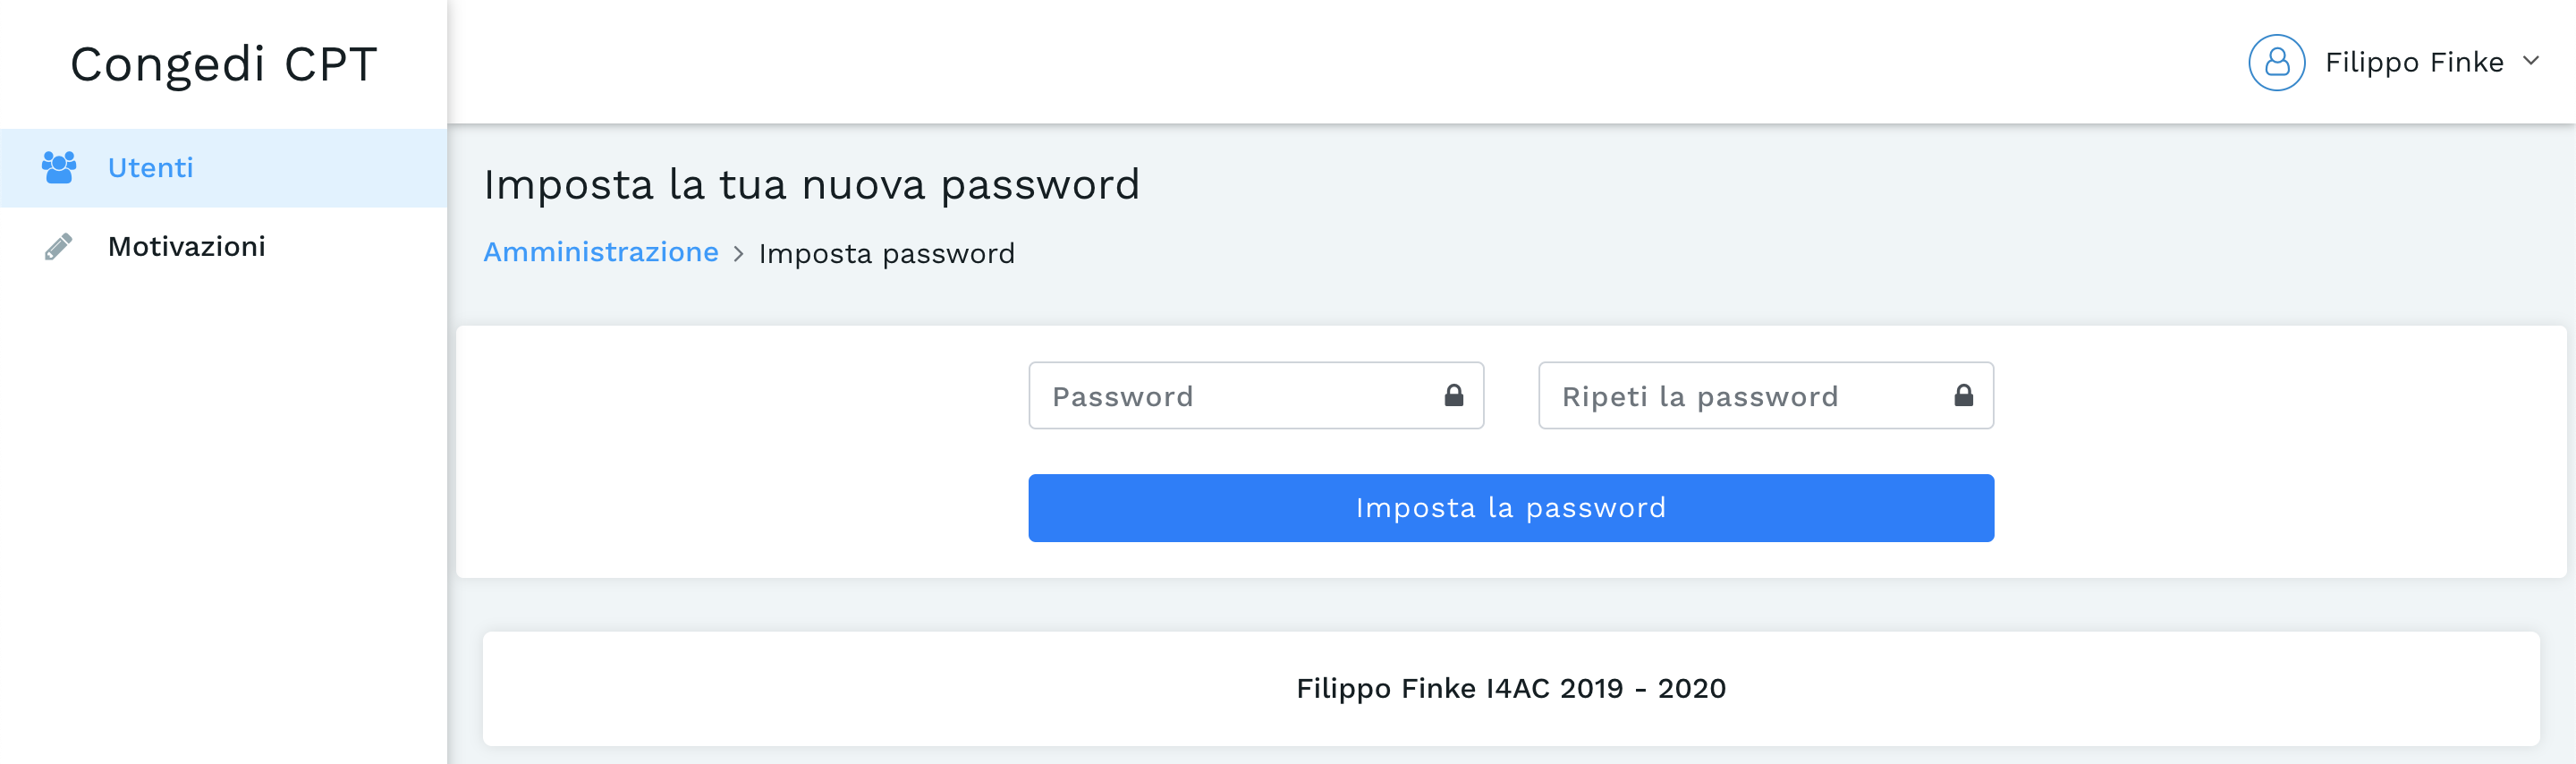 Congedi CPT
Filippo Finke
Utenti
Motivazioni
Imposta la tua nuova password
Amministrazione > Imposta password
Password
Ripeti la password
Imposta la password
Filippo Finke I4AC 2019 - 2020